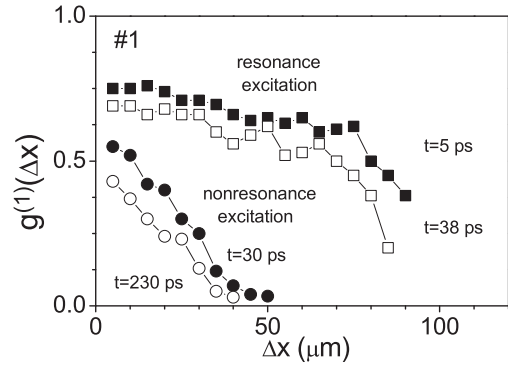 1.0
#1
resonance
excitation
0.5
t=5 ps
g⁽¹⁾(Δx)
nonresonance
excitation
t=38 ps
t=30 ps
t=230 ps
0.0
0
50
100
Δx (μm)